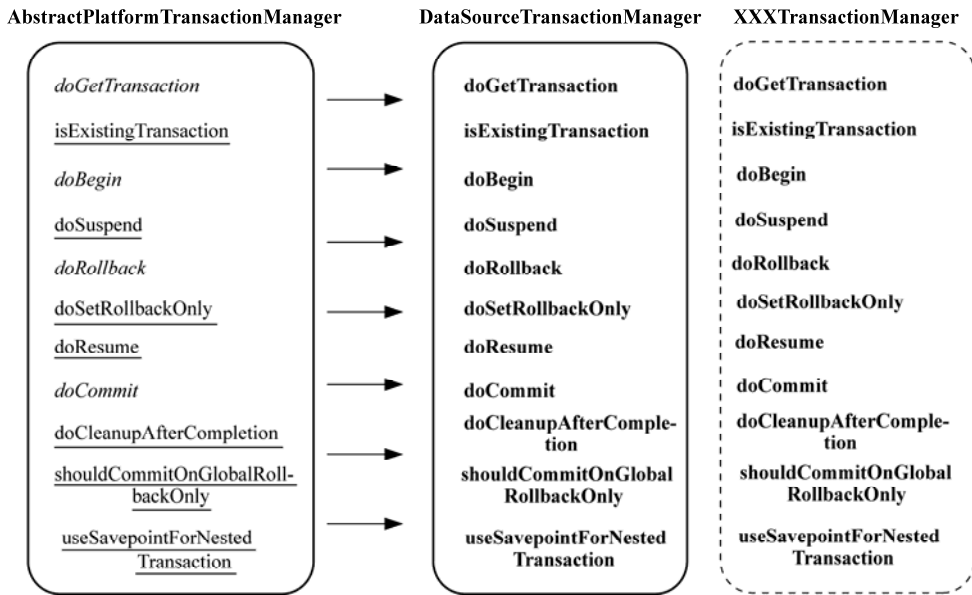 AbstractPlatformTransactionManager
doGetTransaction
isExistingTransaction
doBegin
doSuspend
doRollback
doSetRollbackOnly
doResume
doCommit
doCleanupAfterCompletion
shouldCommitOnGlobalRoll-
backOnly
useSavepointForNested
Transaction
DataSourceTransactionManager
doGetTransaction
isExistingTransaction
doBegin
doSuspend
doRollback
doSetRollbackOnly
doResume
doCommit
doCleanupAfterComple-
tion
shouldCommitOnGlobal
RollbackOnly
useSavepointForNested
Transaction
XXXTransactionManager
doGetTransaction
isExistingTransaction
doBegin
doSuspend
doRollback
doSetRollbackOnly
doResume
doCommit
doCleanupAfterComple-
tion
shouldCommitOnGlobal
RollbackOnly
useSavepointForNested
Transaction